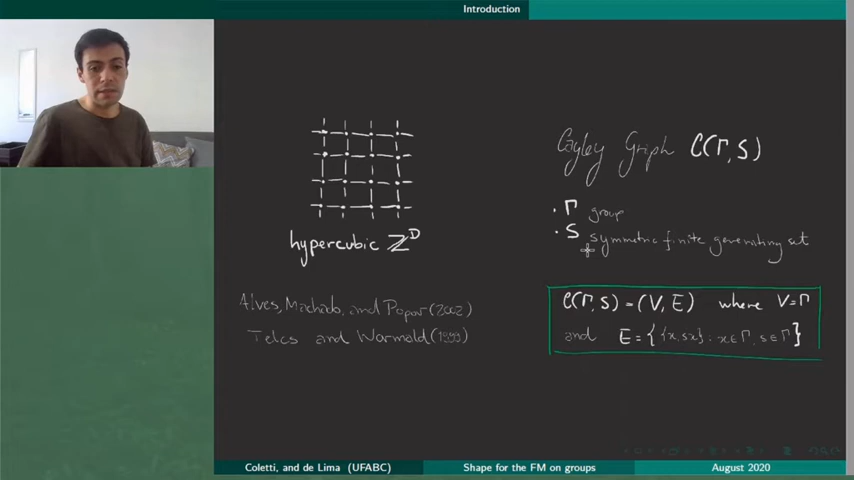 Introduction
Cayley Graph C(Γ, S)
· Γ group
· S symmetric finite generating set
hypercubic ℤᴰ
C(Γ, S) = (V, E) where V = Γ
and E = { {x, sx} : x ∈ Γ, s ∈ Γ }
Alves, Machado, and Popov (2002)
Telcs and Wormald (1999)
Coletti, and de Lima (UFABC) Shape for the FM on groups August 2020